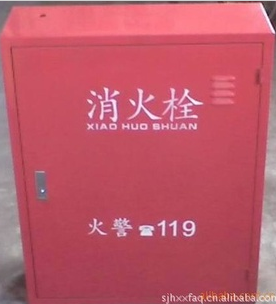 消火栓
XIAO HUO SHUAN
火警☎119
sjhxxfaq.cn.alibaba.com